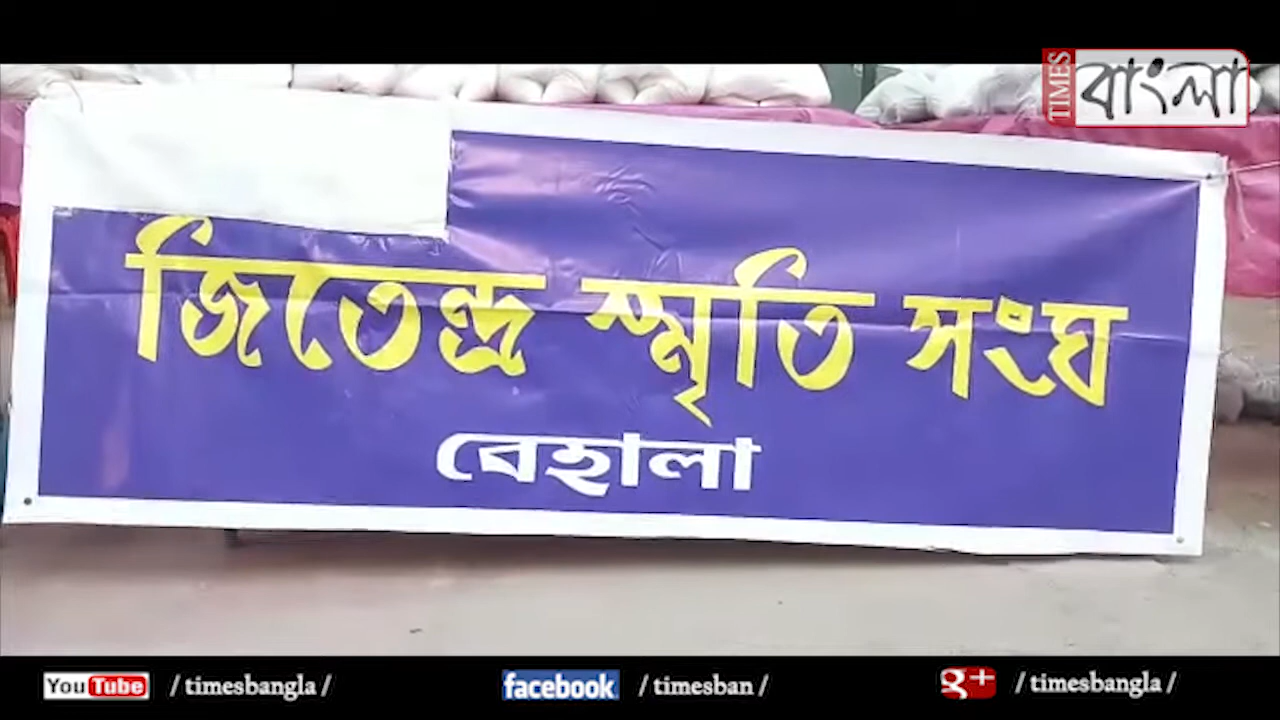 TIMES বাংলা
জিতেন্দ্র স্মৃতি সংঘ
বেহালা
YouTube / timesbangla / facebook / timesban / g+ / timesbangla /